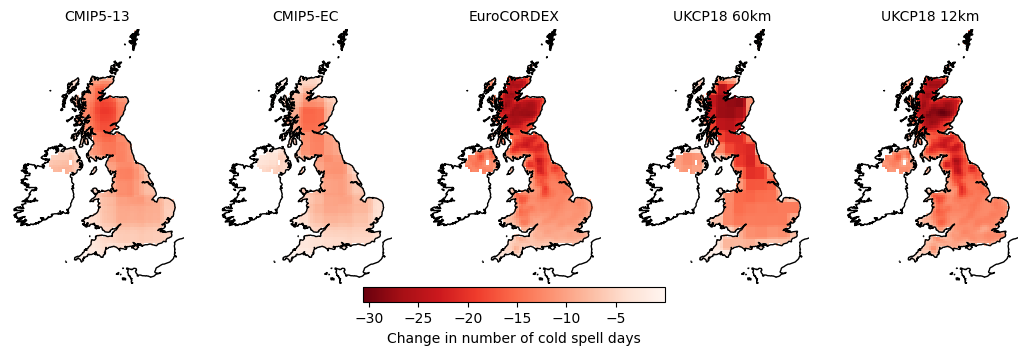 CMIP5-13 CMIP5-EC EuroCORDEX UKCP18 60km UKCP18 12km
−30 −25 −20 −15 −10 −5
Change in number of cold spell days